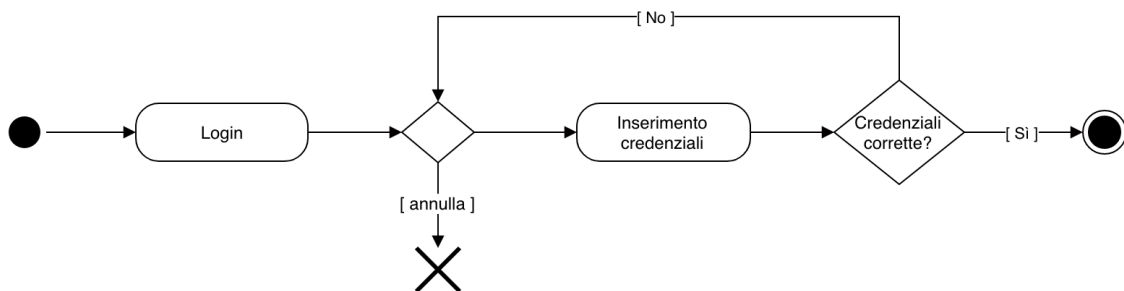 [ No ]
Login
Inserimento
credenziali
Credenziali
corrette?
[ Sì ]
[ annulla ]